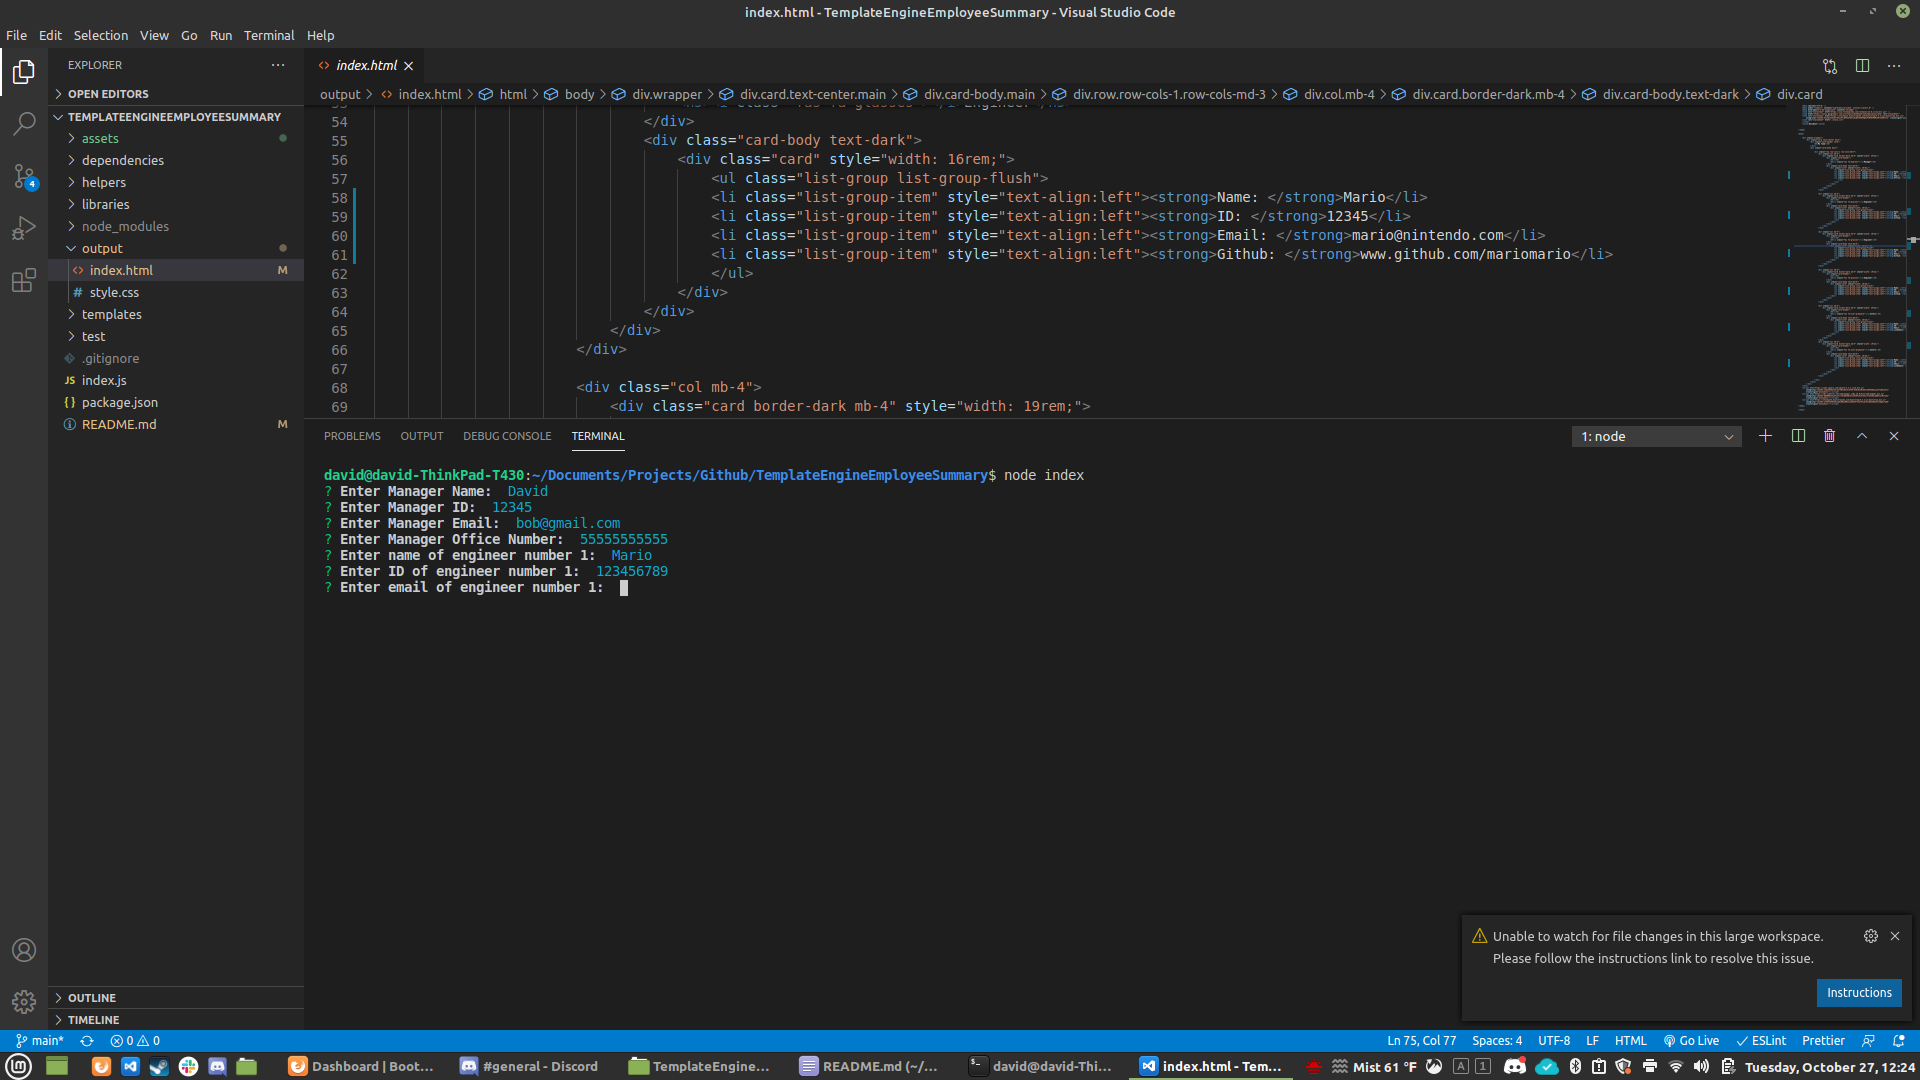 index.html - TemplateEngineEmployeeSummary - Visual Studio Code
File Edit Selection View Go Run Terminal Help
EXPLORER
index.html
OPEN EDITORS
output > index.html > html > body > div.wrapper > div.card.text-center.main > div.card-body.main > div.row.row-cols-1.row-cols-md-3 > div.col.mb-4 > div.card.border-dark.mb-4 > div.card-body.text-dark > div.card
TEMPLATEENGINEEMPLOYEESUMMARY
assets
dependencies
helpers
libraries
node_modules
output
index.html M
style.css
templates
test
.gitignore
JS index.js
{} package.json
README.md M
OUTLINE
TIMELINE
54 </div>
55 <div class="card-body text-dark">
56 <div class="card" style="width: 16rem;">
57 <ul class="list-group list-group-flush">
58 <li class="list-group-item" style="text-align:left"><strong>Name: </strong>Mario</li>
59 <li class="list-group-item" style="text-align:left"><strong>ID: </strong>12345</li>
60 <li class="list-group-item" style="text-align:left"><strong>Email: </strong>mario@nintendo.com</li>
61 <li class="list-group-item" style="text-align:left"><strong>Github: </strong>www.github.com/mariomario</li>
62 </ul>
63 </div>
64 </div>
65 </div>
66 </div>
67
68 <div class="col mb-4">
69 <div class="card border-dark mb-4" style="width: 19rem;">
PROBLEMS OUTPUT DEBUG CONSOLE TERMINAL 1: node
david@david-ThinkPad-T430:~/Documents/Projects/Github/TemplateEngineEmployeeSummary$ node index
? Enter Manager Name: David
? Enter Manager ID: 12345
? Enter Manager Email: bob@gmail.com
? Enter Manager Office Number: 55555555555
? Enter name of engineer number 1: Mario
? Enter ID of engineer number 1: 123456789
? Enter email of engineer number 1:
Unable to watch for file changes in this large workspace.
Please follow the instructions link to resolve this issue.
Instructions
main* 0 0 Ln 75, Col 77 Spaces: 4 UTF-8 LF HTML Go Live ESLint Prettier
Dashboard | Boot... #general - Discord TemplateEngine... README.md (~/... david@david-Thi... index.html - Tem... Mist 61 °F A 1 Tuesday, October 27, 12:24